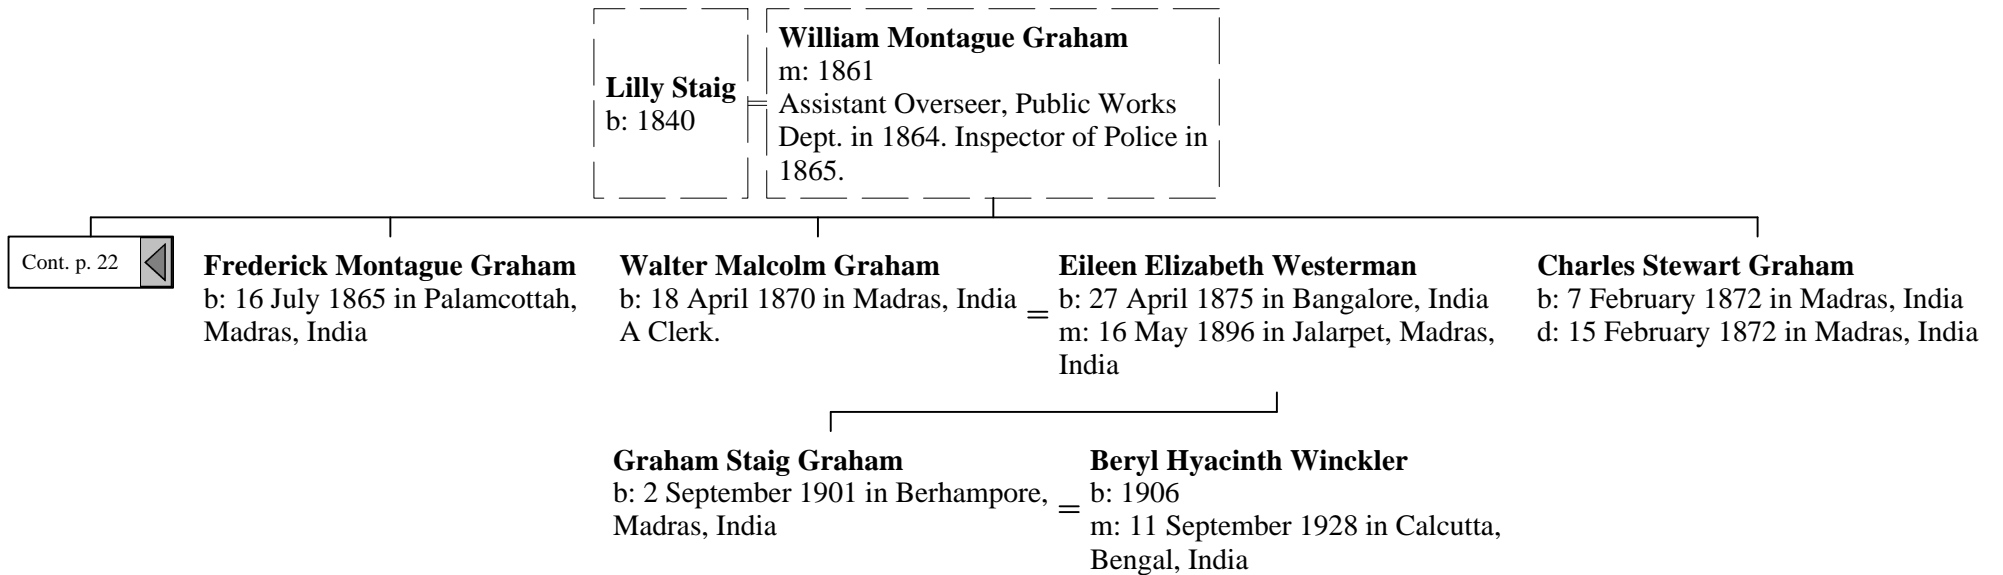 Lilly Staig
b: 1840
=
William Montague Graham
m: 1861
Assistant Overseer, Public Works
Dept. in 1864. Inspector of Police in
1865.
Cont. p. 22
Frederick Montague Graham
b: 16 July 1865 in Palamcottah,
Madras, India
Walter Malcolm Graham
b: 18 April 1870 in Madras, India
A Clerk.
=
Eileen Elizabeth Westerman
b: 27 April 1875 in Bangalore, India
m: 16 May 1896 in Jalarpet, Madras,
India
Charles Stewart Graham
b: 7 February 1872 in Madras, India
d: 15 February 1872 in Madras, India
Graham Staig Graham
b: 2 September 1901 in Berhampore,
Madras, India
=
Beryl Hyacinth Winckler
b: 1906
m: 11 September 1928 in Calcutta,
Bengal, India